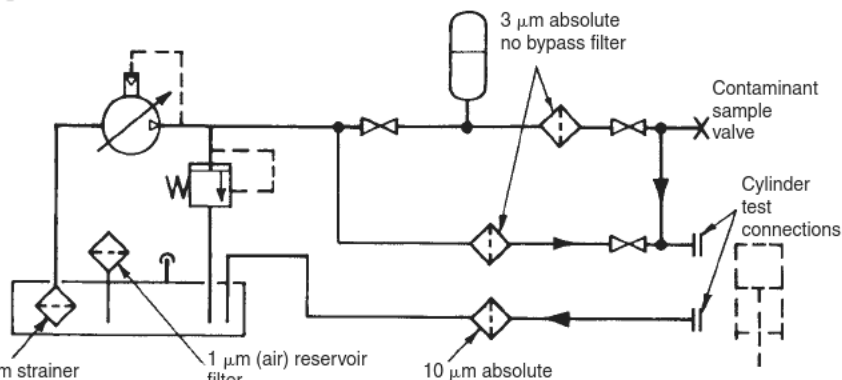 3 μm absolute
no bypass filter
Contaminant
sample
valve
Cylinder
test
connections
m strainer
1 μm (air) reservoir
filter
10 μm absolute